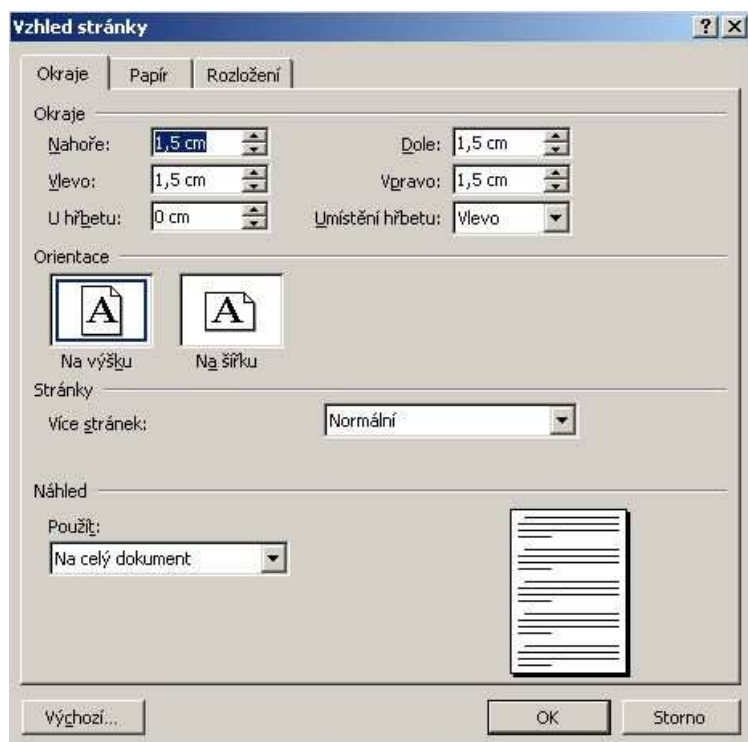 Vzhled stránky
Okraje Papír Rozložení
Okraje
Nahoře: 1,5 cm Dole: 1,5 cm
Vlevo: 1,5 cm Vpravo: 1,5 cm
U hřbetu: 0 cm Umístění hřbetu: Vlevo
Orientace
A A
Na výšku Na šířku
Stránky
Více stránek: Normální
Náhled
Použít:
Na celý dokument
Výchozí... OK Storno